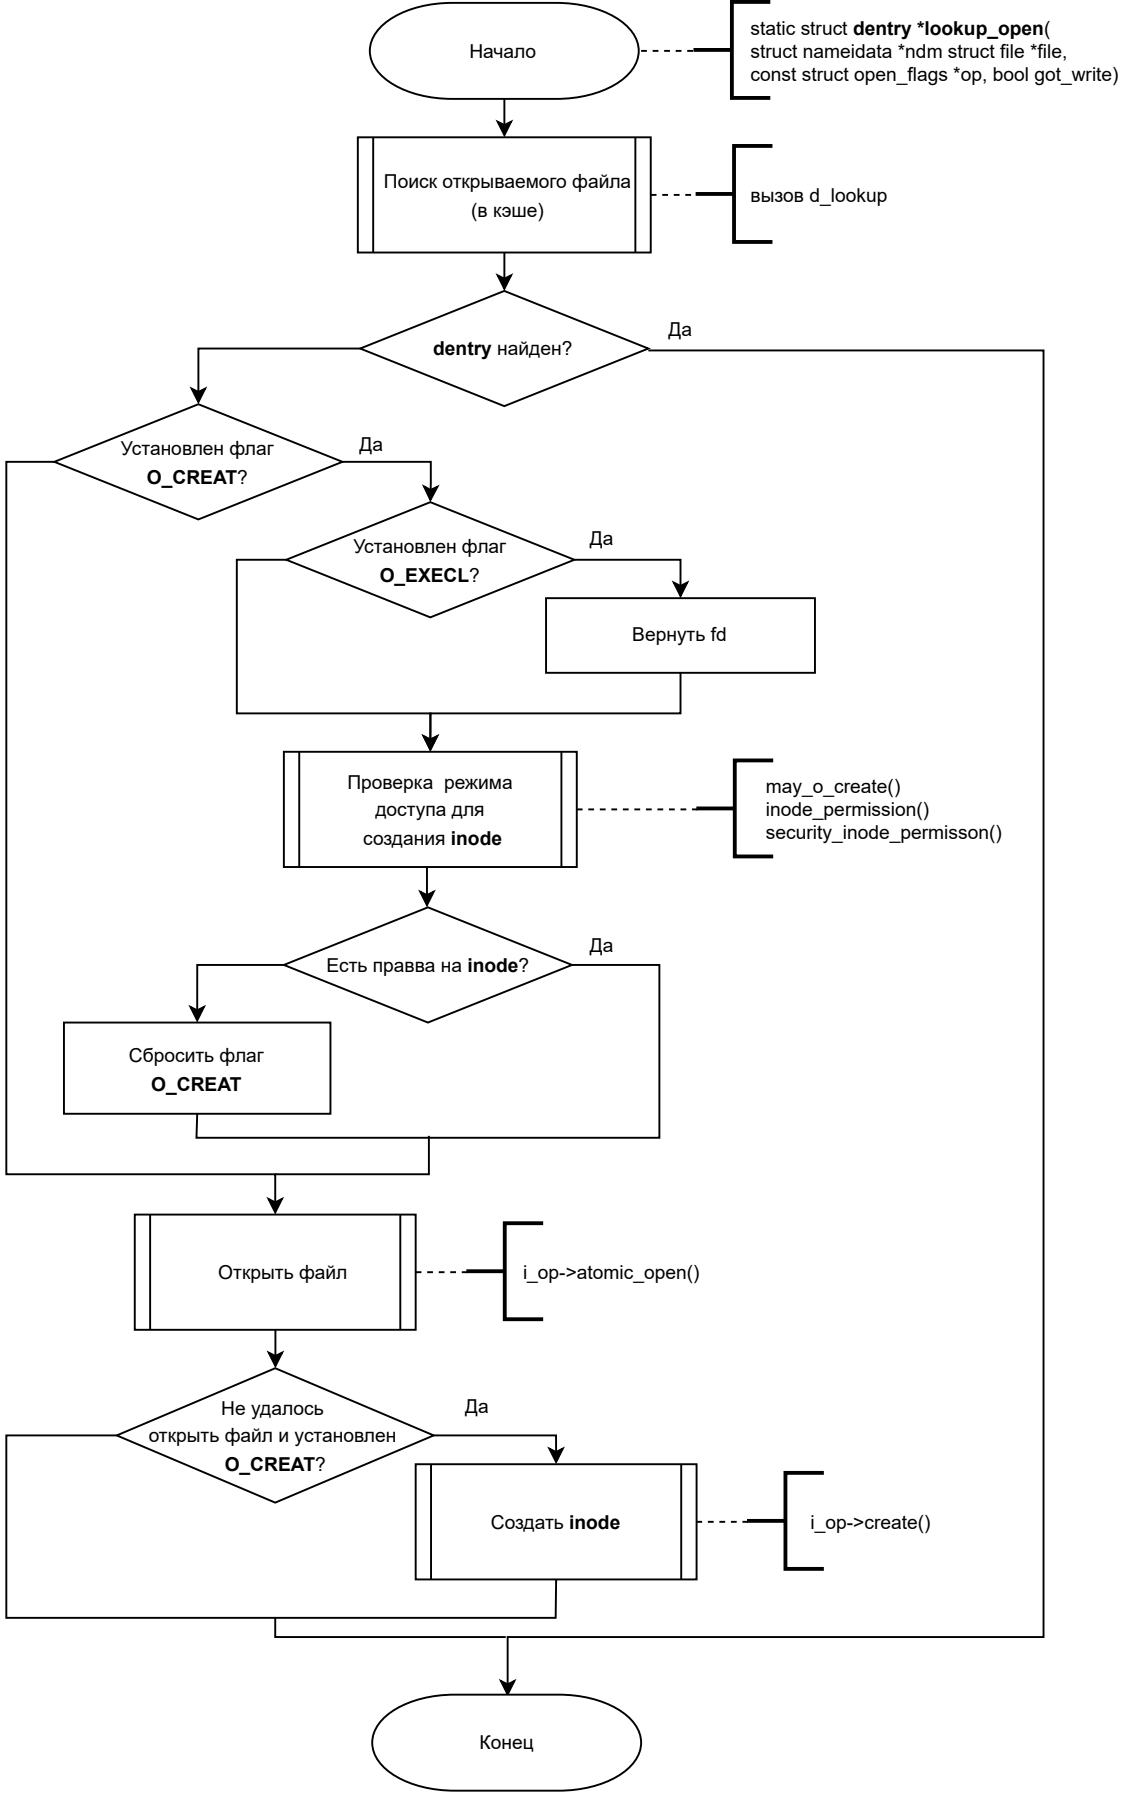 Начало
static struct dentry *lookup_open(
struct nameidata *ndm struct file *file,
const struct open_flags *op, bool got_write)
Поиск открываемого файла
(в кэше)
вызов d_lookup
dentry найден?
Да
Установлен флаг
O_CREAT?
Да
Установлен флаг
O_EXECL?
Да
Вернуть fd
Проверка  режима
доступа для
создания inode
may_o_create()
inode_permission()
security_inode_permisson()
Есть правва на inode?
Да
Сбросить флаг
O_CREAT
Открыть файл
i_op->atomic_open()
Не удалось
открыть файл и установлен
O_CREAT?
Да
Создать inode
i_op->create()
Конец